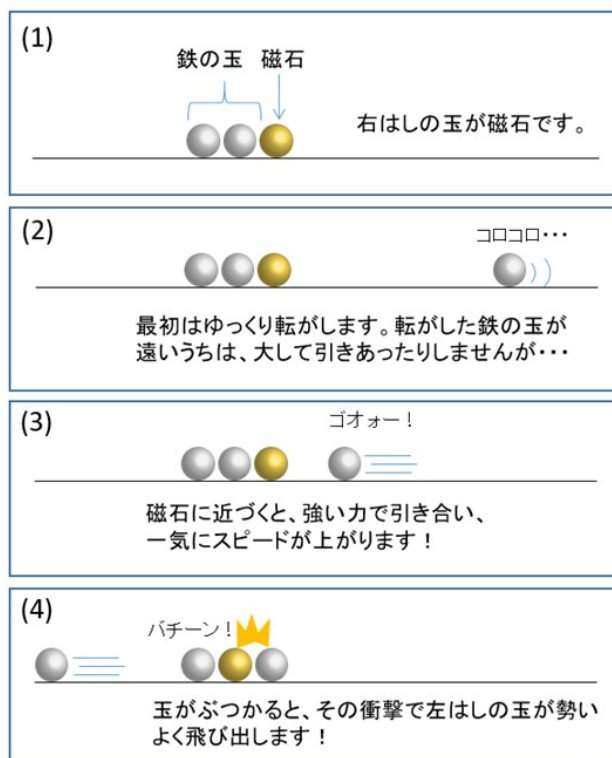 (1)
鉄の玉 磁石
右はしの玉が磁石です。
(2)
コロコロ・・・
最初はゆっくり転がします。転がした鉄の玉が
遠いうちは、大して引きあったりしませんが・・・
(3)
ゴオォー！
磁石に近づくと、強い力で引き合い、
一気にスピードが上がります！
(4)
バチーン！
玉がぶつかると、その衝撃で左はしの玉が勢い
よく飛び出します！